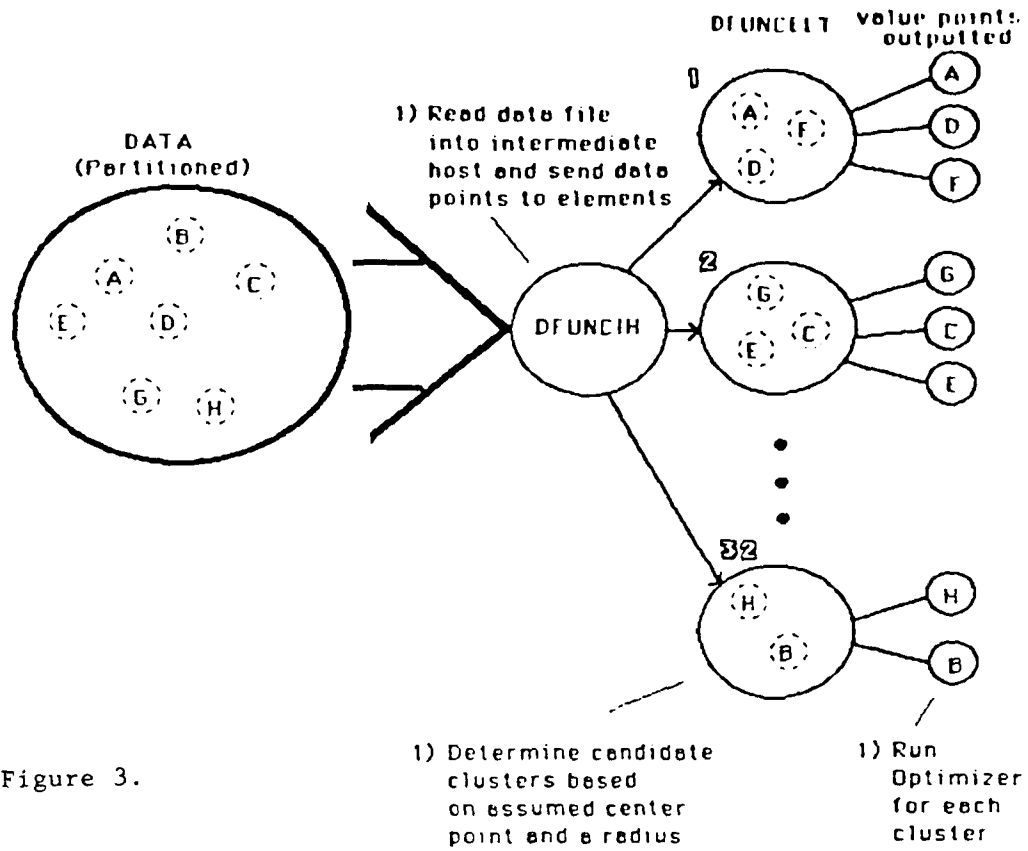 DFUNCELT
value points
outputted
1
A
F
D
A
D
F
1) Read data file
into intermediate
host and send data
points to elements
DATA
(Partitioned)
B
A
C
E
D
G
H
DFUNCIH
2
G
C
E
G
C
E
32
H
B
H
B
1) Determine candidate
clusters based
on assumed center
point and a radius
1) Run
Optimizer
for each
cluster
Figure 3.